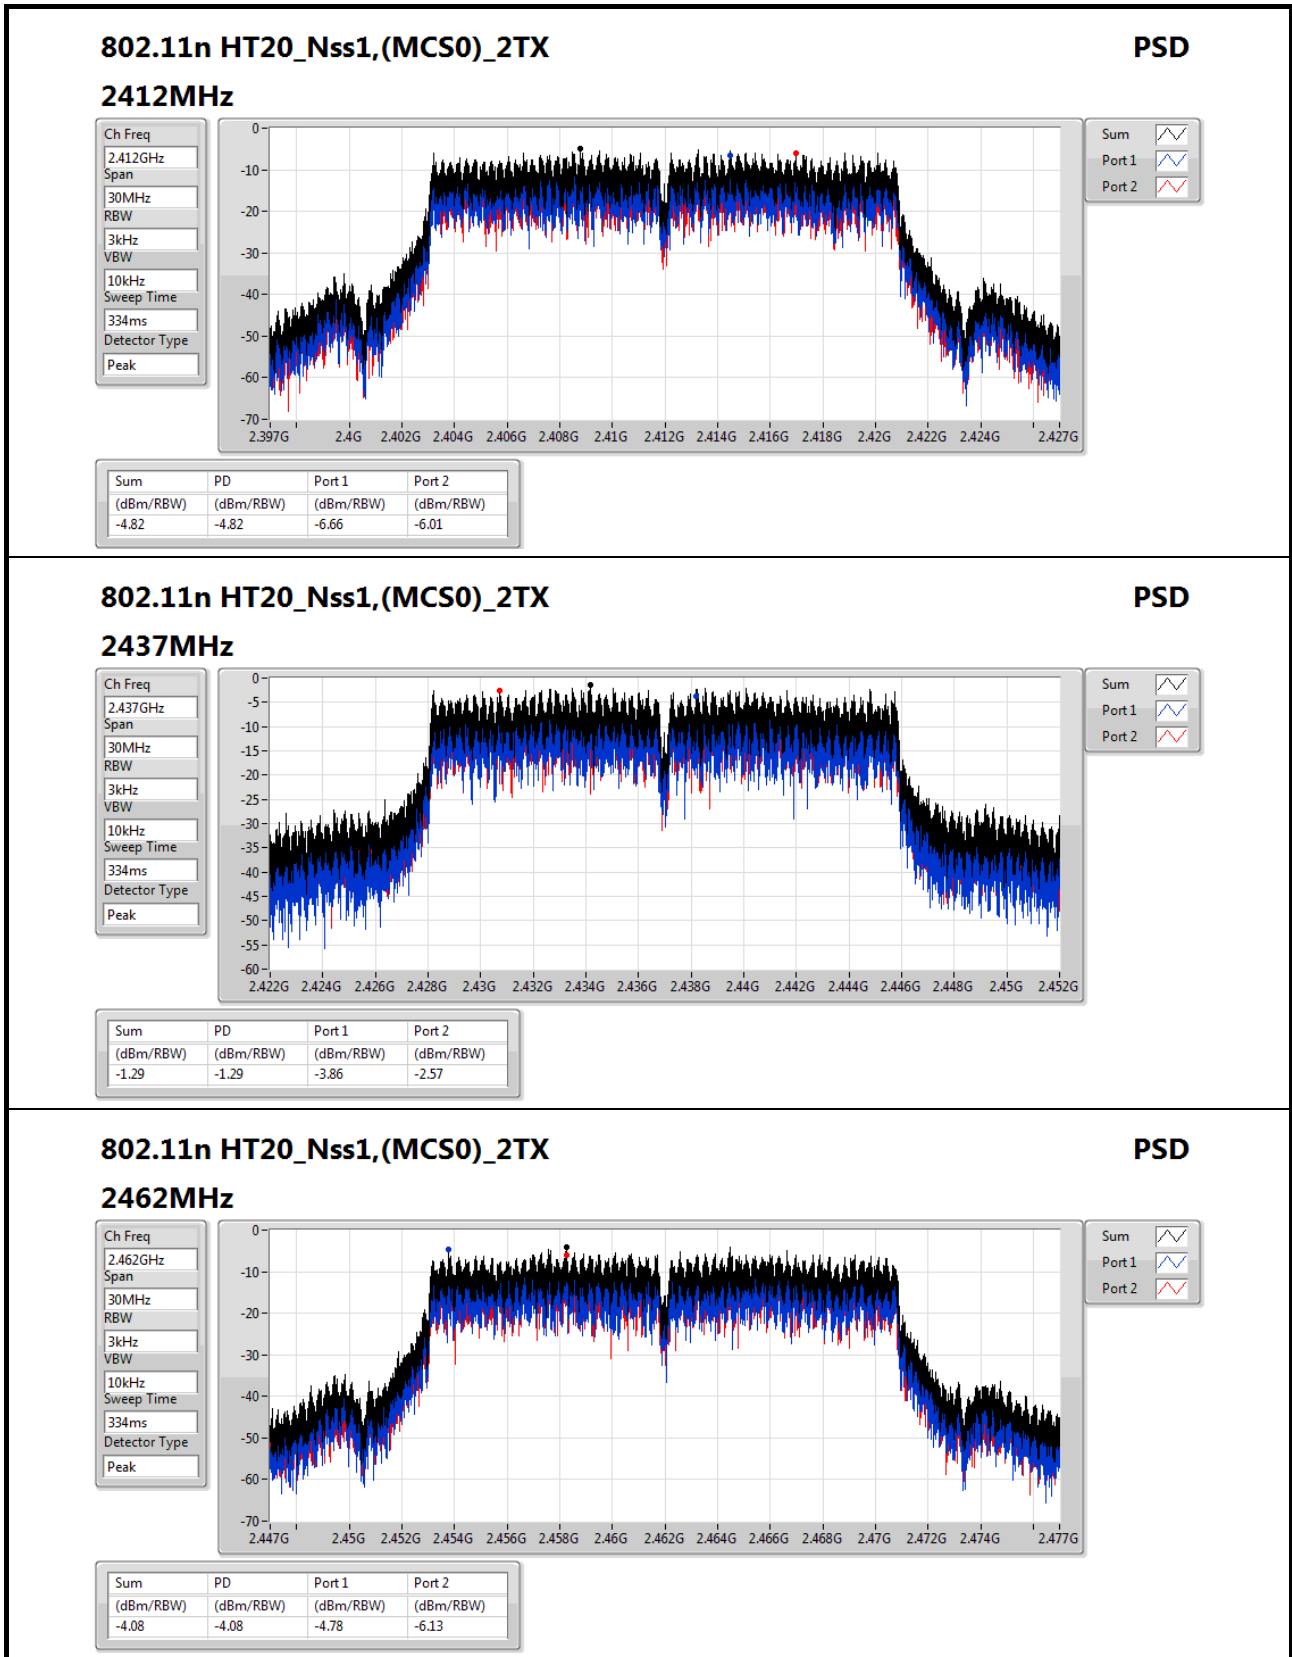 802.11n HT20_Nss1,(MCS0)_2TX PSD
2412MHz
Ch Freq
2.412GHz
Span
30MHz
RBW
3kHz
VBW
10kHz
Sweep Time
334ms
Detector Type
Peak
0
-10
-20
-30
-40
-50
-60
-70
2.397G 2.4G 2.402G 2.404G 2.406G 2.408G 2.41G 2.412G 2.414G 2.416G 2.418G 2.42G 2.422G 2.424G 2.427G
Sum
Port 1
Port 2
Sum PD Port 1 Port 2
(dBm/RBW) (dBm/RBW) (dBm/RBW) (dBm/RBW)
-4.82 -4.82 -6.66 -6.01
802.11n HT20_Nss1,(MCS0)_2TX PSD
2437MHz
Ch Freq
2.437GHz
Span
30MHz
RBW
3kHz
VBW
10kHz
Sweep Time
334ms
Detector Type
Peak
0
-5
-10
-15
-20
-25
-30
-35
-40
-45
-50
-55
-60
2.422G 2.424G 2.426G 2.428G 2.43G 2.432G 2.434G 2.436G 2.438G 2.44G 2.442G 2.444G 2.446G 2.448G 2.45G 2.452G
Sum
Port 1
Port 2
Sum PD Port 1 Port 2
(dBm/RBW) (dBm/RBW) (dBm/RBW) (dBm/RBW)
-1.29 -1.29 -3.86 -2.57
802.11n HT20_Nss1,(MCS0)_2TX PSD
2462MHz
Ch Freq
2.462GHz
Span
30MHz
RBW
3kHz
VBW
10kHz
Sweep Time
334ms
Detector Type
Peak
0
-10
-20
-30
-40
-50
-60
-70
2.447G 2.45G 2.452G 2.454G 2.456G 2.458G 2.46G 2.462G 2.464G 2.466G 2.468G 2.47G 2.472G 2.474G 2.477G
Sum
Port 1
Port 2
Sum PD Port 1 Port 2
(dBm/RBW) (dBm/RBW) (dBm/RBW) (dBm/RBW)
-4.08 -4.08 -4.78 -6.13